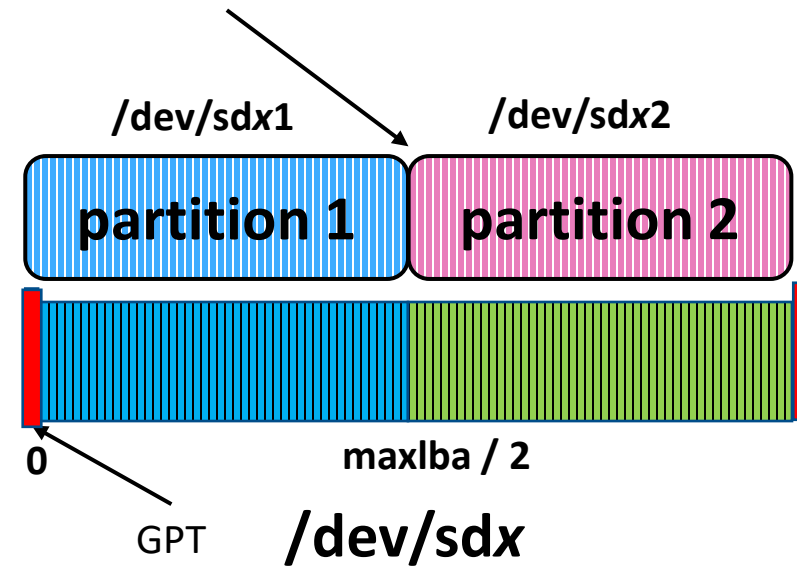 /dev/sdx1 /dev/sdx2
partition 1 partition 2
0 maxlba / 2
GPT /dev/sdx